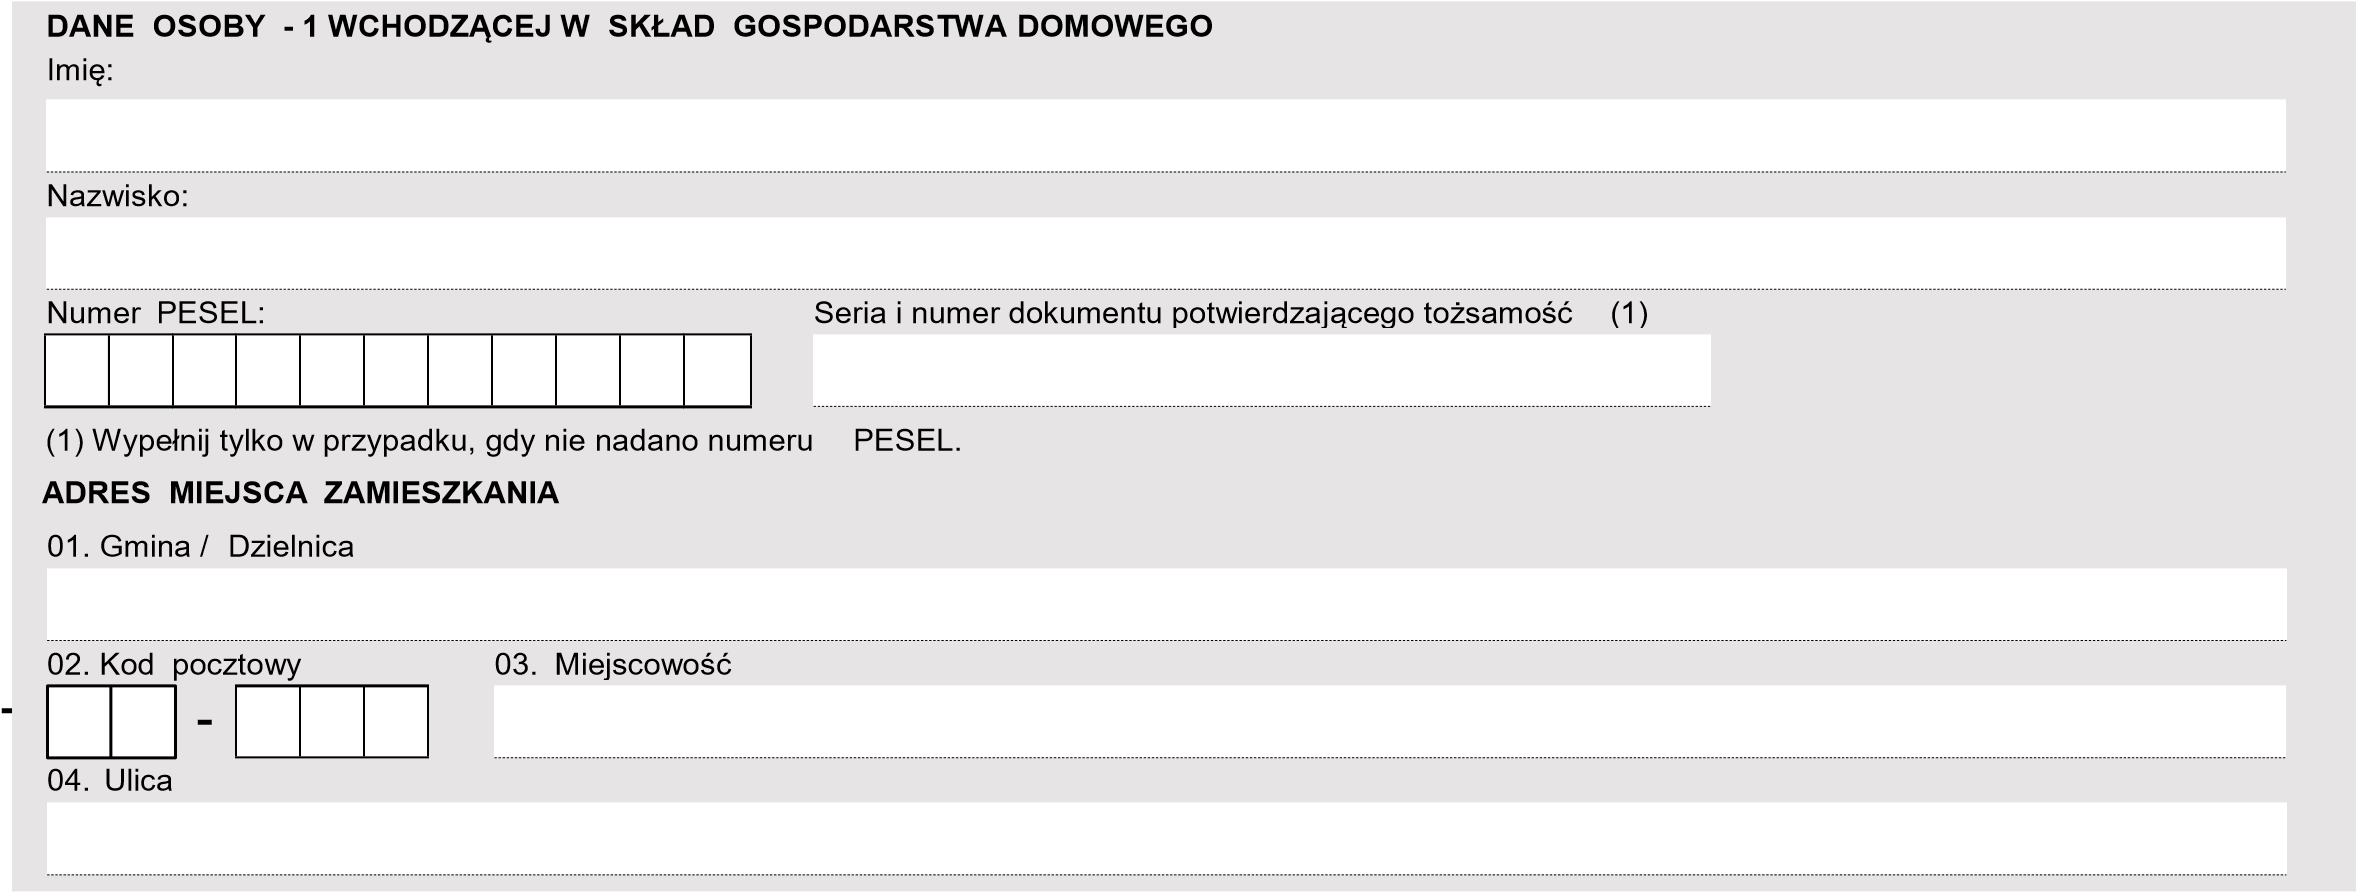 DANE OSOBY - 1 WCHODZĄCEJ W SKŁAD GOSPODARSTWA DOMOWEGO
Imię:
Nazwisko:
Numer PESEL: Seria i numer dokumentu potwierdzającego tożsamość (1)
(1) Wypełnij tylko w przypadku, gdy nie nadano numeru PESEL.
ADRES MIEJSCA ZAMIESZKANIA
01. Gmina / Dzielnica
02. Kod pocztowy 03. Miejscowość
- -
04. Ulica